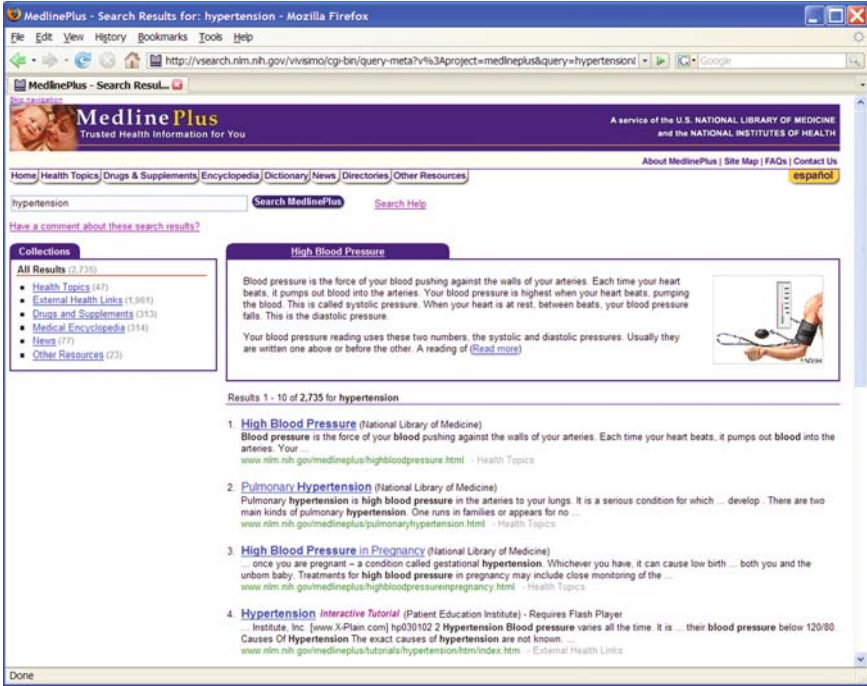 MedlinePlus - Search Results for: hypertension - Mozilla Firefox
File Edit View History Bookmarks Tools Help
http://vsearch.nlm.nih.gov/vivisimo/cgi-bin/query-meta?v%3Aproject=medlineplus&query=hypertension
Google
MedlinePlus - Search Resul...
Skip navigation
MedlinePlus
Trusted Health Information for You
A service of the U.S. NATIONAL LIBRARY OF MEDICINE
and the NATIONAL INSTITUTES OF HEALTH
About MedlinePlus | Site Map | FAQs | Contact Us
Home Health Topics Drugs & Supplements Encyclopedia Dictionary News Directories Other Resources
español
hypertension
Search MedlinePlus
Search Help
Have a comment about these search results?
Collections
All Results (2,735)
Health Topics (47)
External Health Links (1,961)
Drugs and Supplements (313)
Medical Encyclopedia (314)
News (77)
Other Resources (23)
High Blood Pressure
Blood pressure is the force of your blood pushing against the walls of your arteries. Each time your heart
beats, it pumps out blood into the arteries. Your blood pressure is highest when your heart beats, pumping
the blood. This is called systolic pressure. When your heart is at rest, between beats, your blood pressure
falls. This is the diastolic pressure.
Your blood pressure reading uses these two numbers, the systolic and diastolic pressures. Usually they
are written one above or before the other. A reading of (Read more)
Results 1 - 10 of 2,735 for hypertension
1. High Blood Pressure (National Library of Medicine)
Blood pressure is the force of your blood pushing against the walls of your arteries. Each time your heart beats, it pumps out blood into the
arteries. Your ...
www.nlm.nih.gov/medlineplus/highbloodpressure.html - Health Topics
2. Pulmonary Hypertension (National Library of Medicine)
Pulmonary hypertension is high blood pressure in the arteries to your lungs. It is a serious condition for which ... develop . There are two
main kinds of pulmonary hypertension. One runs in families or appears for no ...
www.nlm.nih.gov/medlineplus/pulmonaryhypertension.html - Health Topics
3. High Blood Pressure in Pregnancy (National Library of Medicine)
... once you are pregnant – a condition called gestational hypertension. Whichever you have, it can cause low birth ... both you and the
unborn baby. Treatments for high blood pressure in pregnancy may include close monitoring of the ...
www.nlm.nih.gov/medlineplus/highbloodpressureinpregnancy.html - Health Topics
4. Hypertension Interactive Tutorial (Patient Education Institute) - Requires Flash Player
... Institute, Inc. [www.X-Plain.com] hp030102 2 Hypertension Blood pressure varies all the time. It is ... their blood pressure below 120/80.
Causes Of Hypertension The exact causes of hypertension are not known. ...
www.nlm.nih.gov/medlineplus/tutorials/hypertension/htm/index.htm - External Health Links
Done